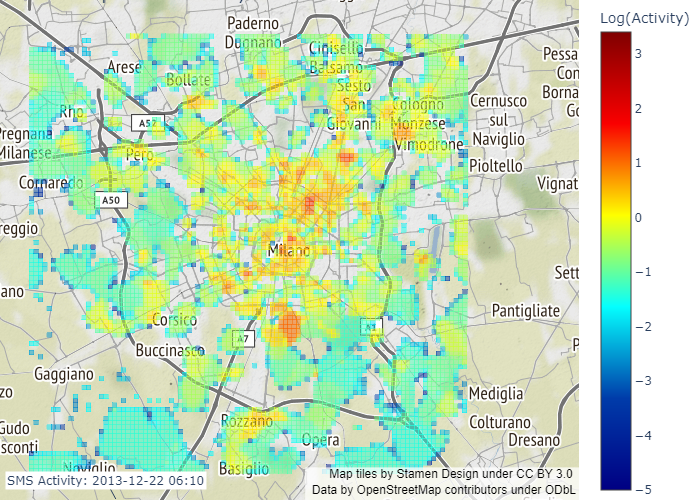 Log(Activity)
Paderno
Dugnano
Cinisello
Balsamo
Arese
Bollate
Sesto
San
Giovanni
Cologno
Monzese
Pessa
Con
Borna
Go
Cernusco
sul
Naviglio
Rho
A52
Pregnana
Milanese
Pero
Vimodrone
Pioltello
Cornaredo
A50
Vignat
reggio
Milano
Sett
ano
Corsico
A7
A1
Pantigliate
Buccinasco
P
Gaggiano
zo
Mediglia
Rozzano
Colturano
Gudo
sconti
Opera
Dresano
Noviglio
Basiglio
SMS Activity: 2013-12-22 06:10
Map tiles by Stamen Design under CC BY 3.0
Data by OpenStreetMap contributors under ODbL
3
2
1
0
−1
−2
−3
−4
−5